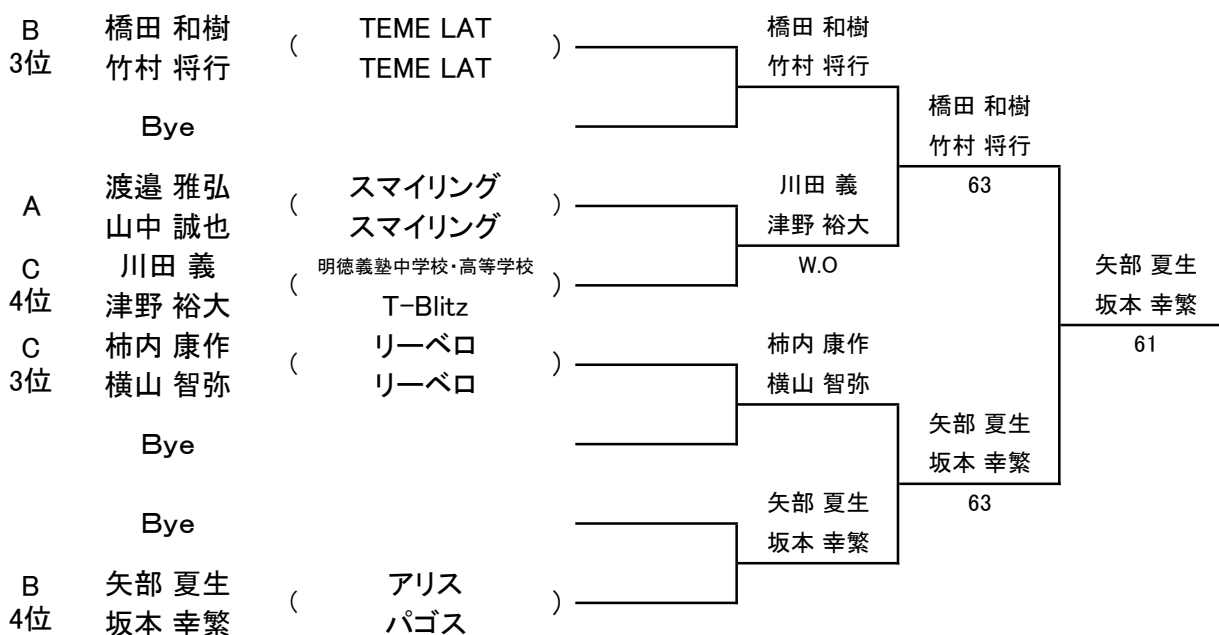 B 橋田 和樹 ( TEME LAT )
3位 竹村 将行 TEME LAT
Bye
A 渡邉 雅弘 ( スマイリング )
山中 誠也 スマイリング
C 川田 義 ( 明徳義塾中学校・高等学校 )
4位 津野 裕大 T-Blitz
C 柿内 康作 ( リーベロ )
3位 横山 智弥 リーベロ
Bye
Bye
B 矢部 夏生 ( アリス )
4位 坂本 幸繁 パゴス
橋田 和樹
竹村 将行
川田 義
津野 裕大
W.O
柿内 康作
横山 智弥
矢部 夏生
坂本 幸繁
橋田 和樹
竹村 将行
63
矢部 夏生
坂本 幸繁
63
矢部 夏生
坂本 幸繁
61